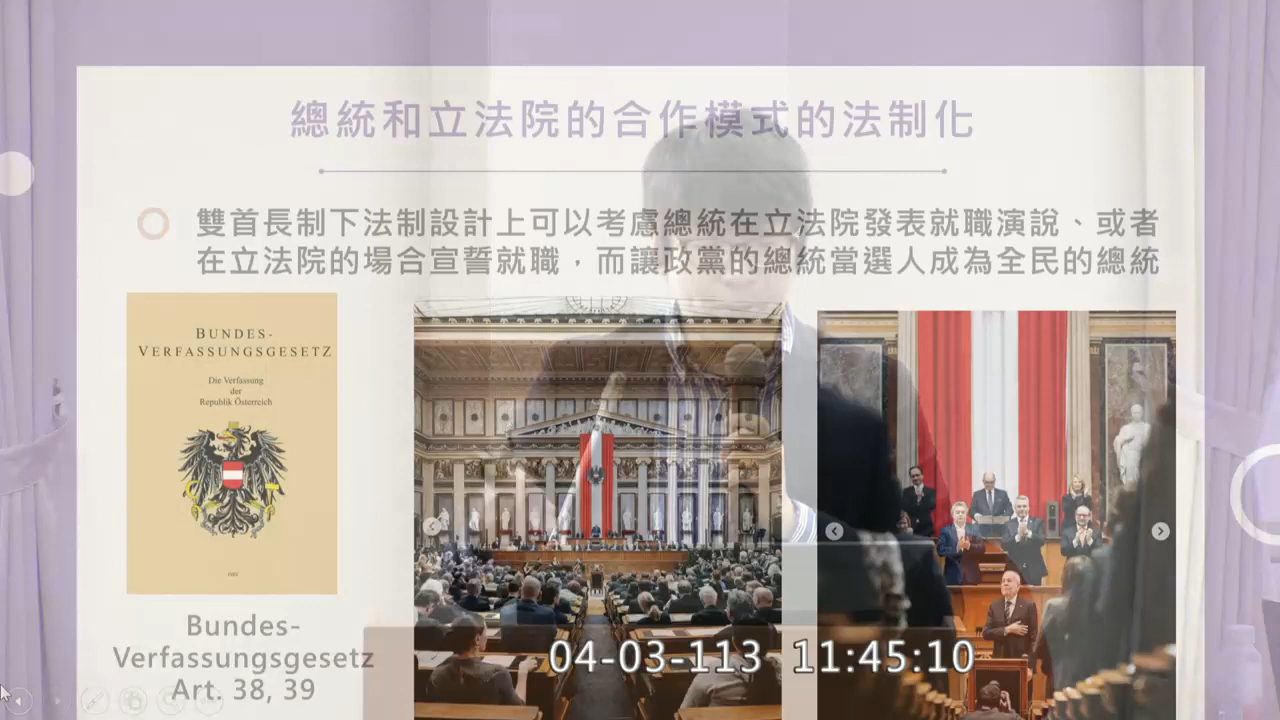 總統和立法院的合作模式的法制化
雙首長制下法制設計上可以考慮總統在立法院發表就職演說、或者
在立法院的場合宣誓就職，而讓政黨的總統當選人成為全民的總統
BUNDES-
VERFASSUNGSGESETZ
Die Verfassung
der
Republik Österreich
Bundes-
Verfassungsgesetz
Art. 38, 39
04-03-113 11:45:10